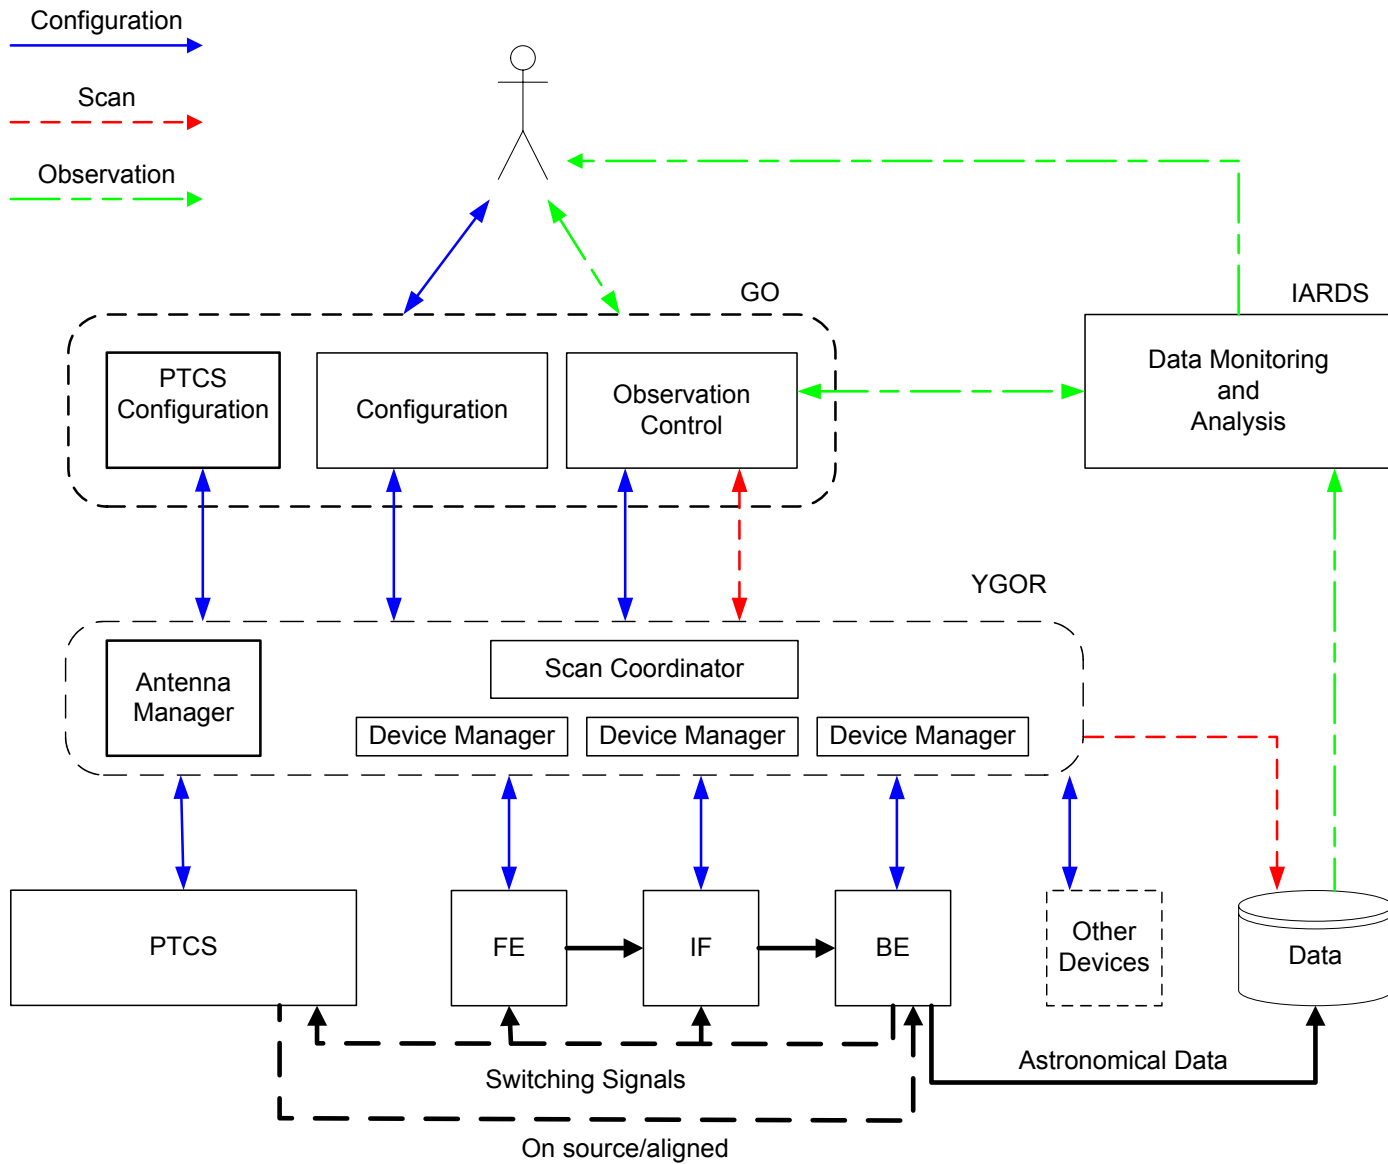 Configuration
Scan
Observation
GO
IARDS
PTCS
Configuration
Configuration
Observation
Control
Data Monitoring
and
Analysis
YGOR
Antenna
Manager
Scan Coordinator
Device Manager
Device Manager
Device Manager
PTCS
FE
IF
BE
Other
Devices
Data
Switching Signals
Astronomical Data
On source/aligned